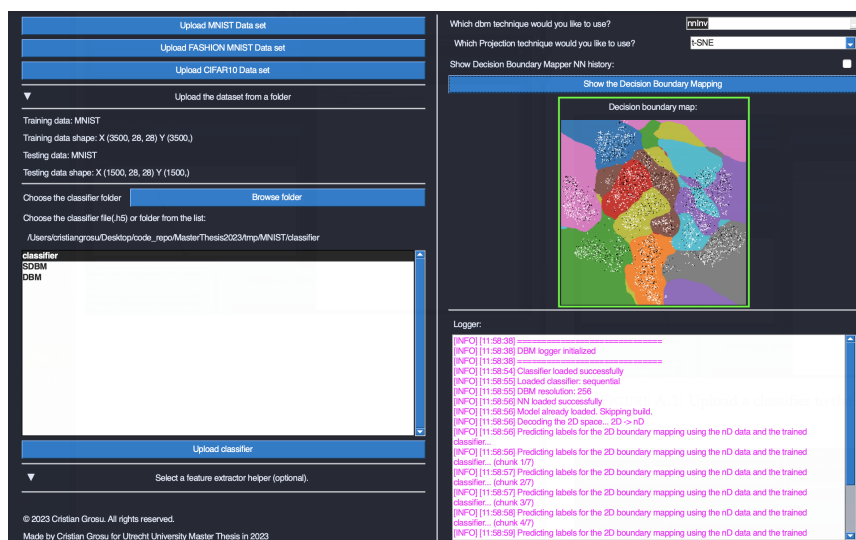 Upload MNIST Data set
Upload FASHION MNIST Data set
Upload CIFAR10 Data set
Upload the dataset from a folder
Training data: MNIST
Training data shape: X (3500, 28, 28) Y (3500,)
Testing data: MNIST
Testing data shape: X (1500, 28, 28) Y (1500,)
Choose the classifier folder
Browse folder
Choose the classifier file(.h5) or folder from the list:
/Users/cristiangrosu/Desktop/code_repo/MasterThesis2023/tmp/MNIST/classifier
classifier
SDBM
DBM
Upload classifier
Select a feature extractor helper (optional).
© 2023 Cristian Grosu. All rights reserved.
Made by Cristian Grosu for Utrecht University Master Thesis in 2023
Which dbm technique would you like to use?
nnInv
Which Projection technique would you like to use?
t-SNE
Show Decision Boundary Mapper NN history:
Show the Decision Boundary Mapping
Decision boundary map:
Logger:
[INFO] [11:58:38] ==============================
[INFO] [11:58:38] DBM logger initialized
[INFO] [11:58:38] ==============================
[INFO] [11:58:54] Classifier loaded successfully
[INFO] [11:58:55] Loaded classifier: sequential
[INFO] [11:58:55] DBM resolution: 256
[INFO] [11:58:56] NN loaded successfully
[INFO] [11:58:56] Model already loaded. Skipping build.
[INFO] [11:58:56] Decoding the 2D space... 2D -> nD
[INFO] [11:58:56] Predicting labels for the 2D boundary mapping using the nD data and the trained
classifier...
[INFO] [11:58:56] Predicting labels for the 2D boundary mapping using the nD data and the trained
classifier... (chunk 1/7)
[INFO] [11:58:57] Predicting labels for the 2D boundary mapping using the nD data and the trained
classifier... (chunk 2/7)
[INFO] [11:58:57] Predicting labels for the 2D boundary mapping using the nD data and the trained
classifier... (chunk 3/7)
[INFO] [11:58:58] Predicting labels for the 2D boundary mapping using the nD data and the trained
classifier... (chunk 4/7)
[INFO] [11:58:59] Predicting labels for the 2D boundary mapping using the nD data and the trained